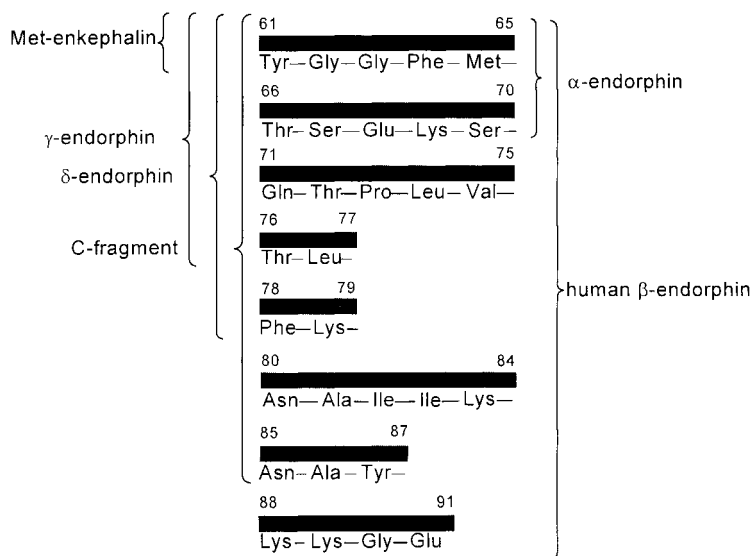 61 65
Met-enkephalin
Tyr–Gly–Gly–Phe–Met–
α-endorphin
66 70
Thr–Ser–Glu–Lys–Ser–
γ-endorphin
71 75
δ-endorphin
Gln–Thr–Pro–Leu–Val–
76 77
C-fragment
Thr–Leu–
78 79
human β-endorphin
Phe–Lys–
80 84
Asn–Ala–Ile–Ile–Lys–
85 87
Asn–Ala–Tyr–
88 91
Lys–Lys–Gly–Glu